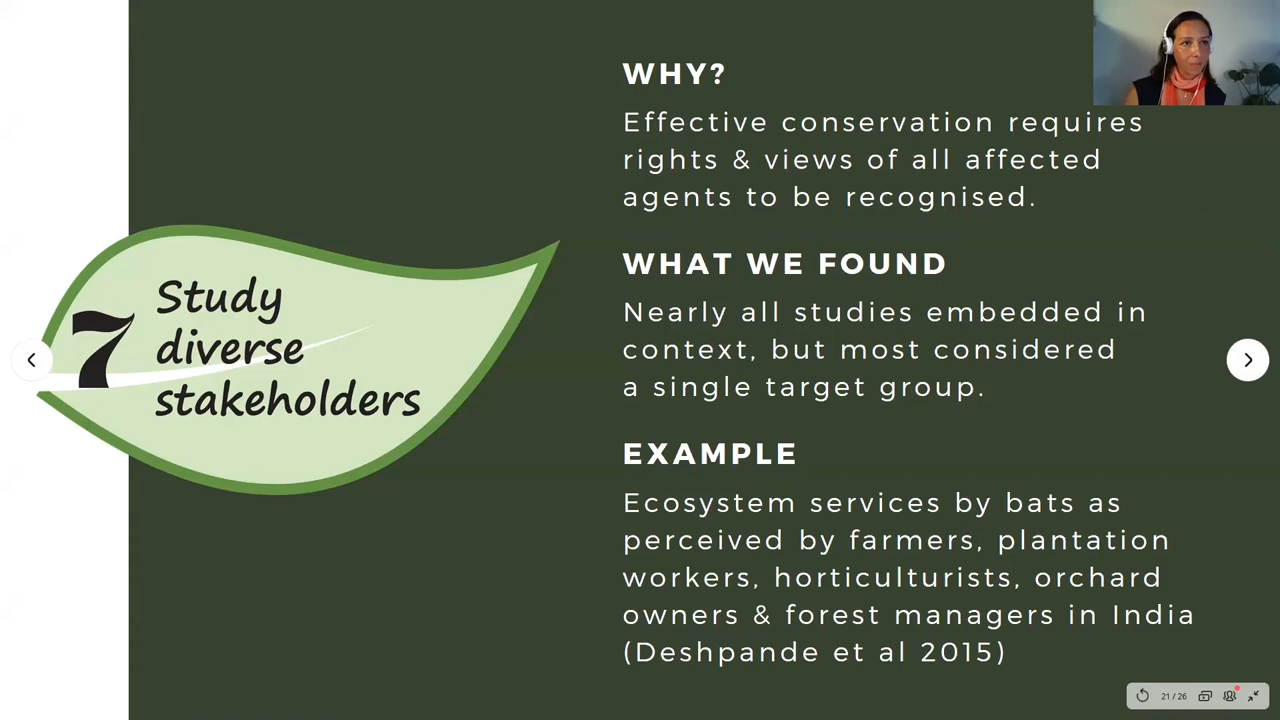 WHY?
Effective conservation requires
rights & views of all affected
agents to be recognised.
WHAT WE FOUND
Nearly all studies embedded in
context, but most considered
a single target group.
EXAMPLE
Ecosystem services by bats as
perceived by farmers, plantation
workers, horticulturists, orchard
owners & forest managers in India
(Deshpande et al 2015)
7
Study
diverse
stakeholders
21 / 26